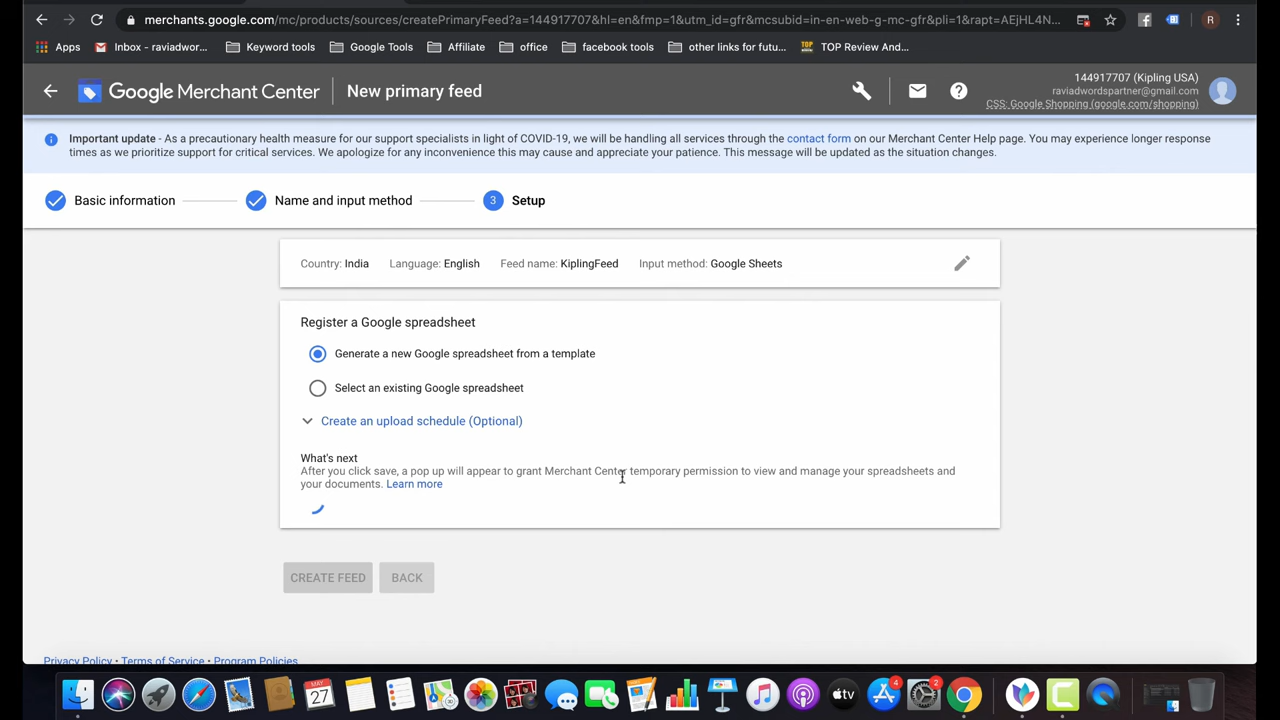 merchants.google.com/mc/products/sources/createPrimaryFeed?a=144917707&hl=en&fmp=1&utm_id=gfr&mcsubid=in-en-web-g-mc-gfr&pli=1&rapt=AEjHL4N...
R
Apps
Inbox - raviadwor...
Keyword tools
Google Tools
Affiliate
office
facebook tools
other links for futu...
TOP
TOP Review And...
Google Merchant Center
New primary feed
144917707 (Kipling USA)
raviadwordspartner@gmail.com
CSS: Google Shopping (google.com/shopping)
Important update - As a precautionary health measure for our support specialists in light of COVID-19, we will be handling all services through the contact form on our Merchant Center Help page. You may experience longer response
times as we prioritize support for critical services. We apologize for any inconvenience this may cause and appreciate your patience. This message will be updated as the situation changes.
Basic information
Name and input method
3 Setup
Country: India Language: English Feed name: KiplingFeed Input method: Google Sheets
Register a Google spreadsheet
Generate a new Google spreadsheet from a template
Select an existing Google spreadsheet
Create an upload schedule (Optional)
What's next
After you click save, a pop up will appear to grant Merchant Center temporary permission to view and manage your spreadsheets and
your documents. Learn more
CREATE FEED
BACK
Privacy Policy • Terms of Service • Program Policies
MAY
27
tv
4
2